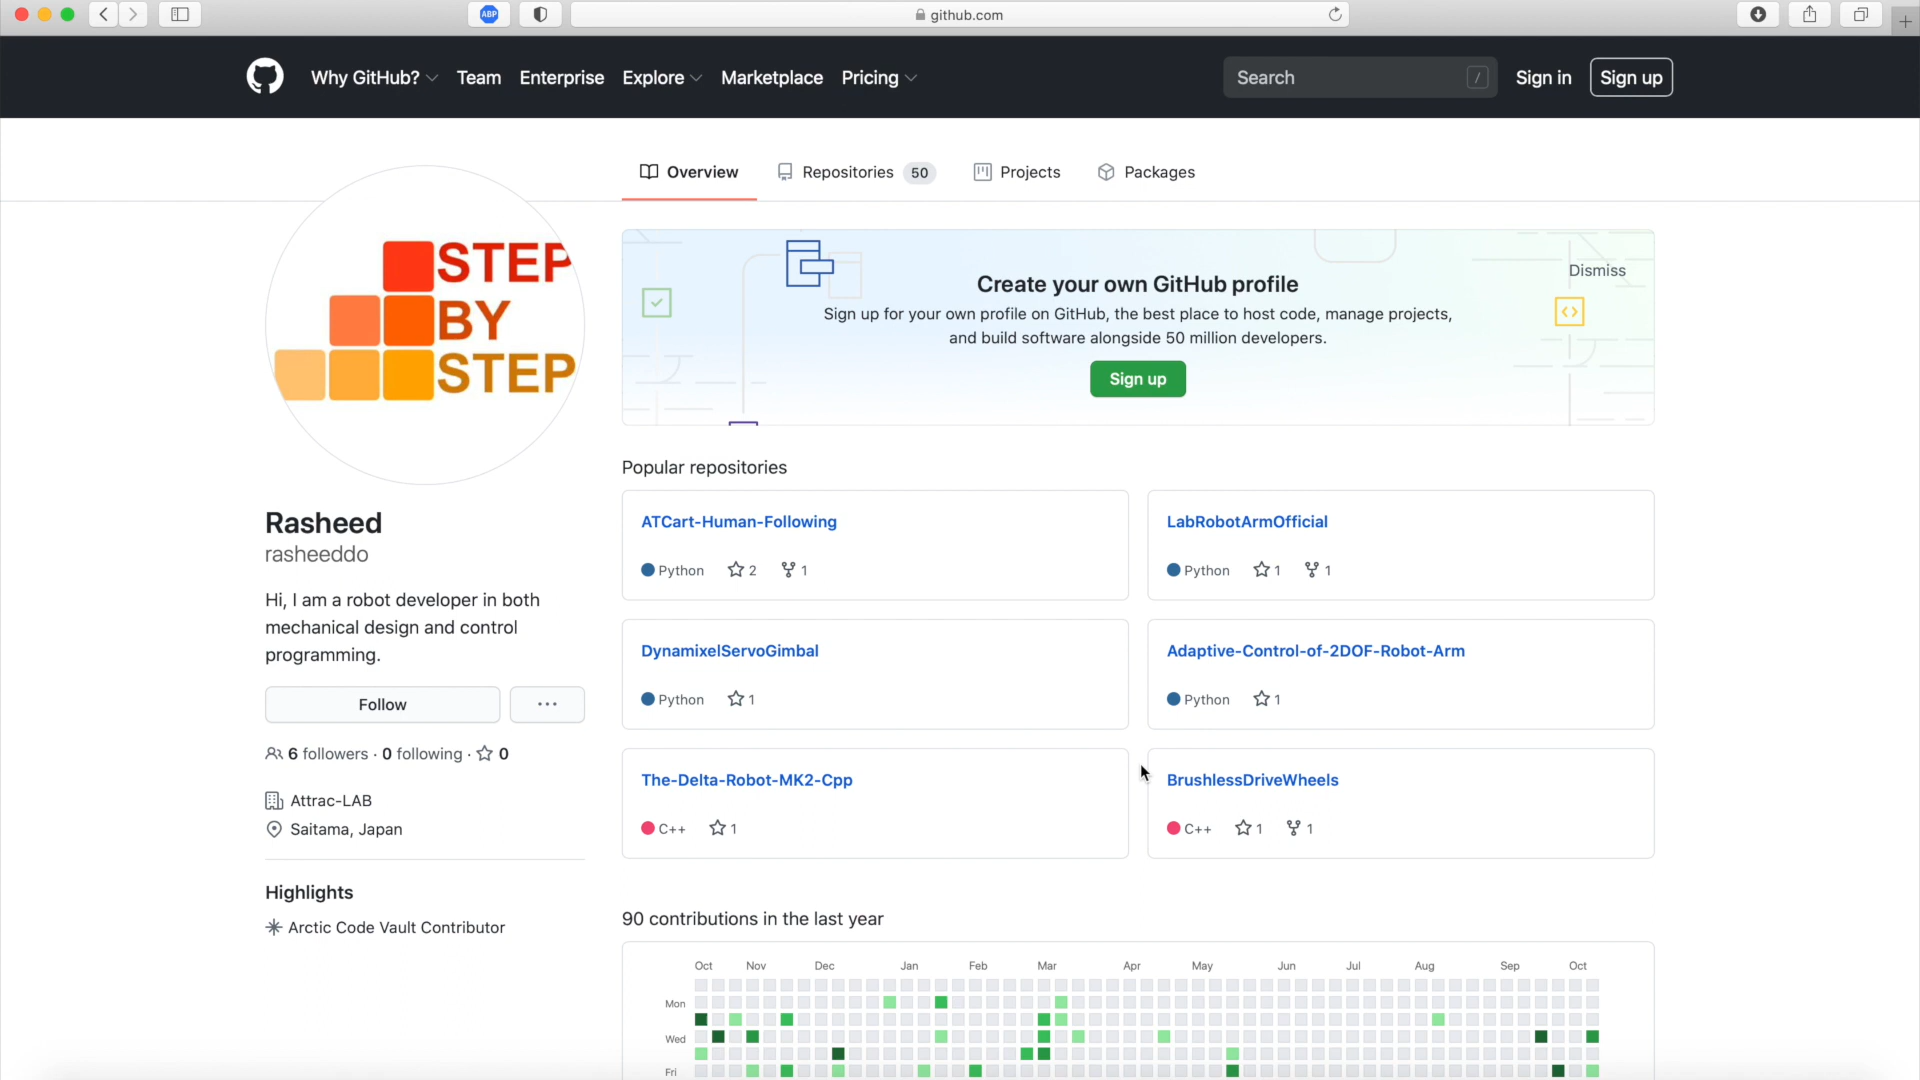 ABP
github.com
Why GitHub? Team Enterprise Explore Marketplace Pricing
Search /
Sign in
Sign up
Overview
Repositories 50
Projects
Packages
STEP
BY
STEP
Create your own GitHub profile
Dismiss
Sign up for your own profile on GitHub, the best place to host code, manage projects,
and build software alongside 50 million developers.
Sign up
Rasheed
rasheeddo
Hi, I am a robot developer in both
mechanical design and control
programming.
Follow
6 followers · 0 following · 0
Attrac-LAB
Saitama, Japan
Highlights
Arctic Code Vault Contributor
Popular repositories
ATCart-Human-Following
Python 2 1
LabRobotArmOfficial
Python 1 1
DynamixelServoGimbal
Python 1
Adaptive-Control-of-2DOF-Robot-Arm
Python 1
The-Delta-Robot-MK2-Cpp
C++ 1
BrushlessDriveWheels
C++ 1 1
90 contributions in the last year
Oct Nov Dec Jan Feb Mar Apr May Jun Jul Aug Sep Oct
Mon
Wed
Fri